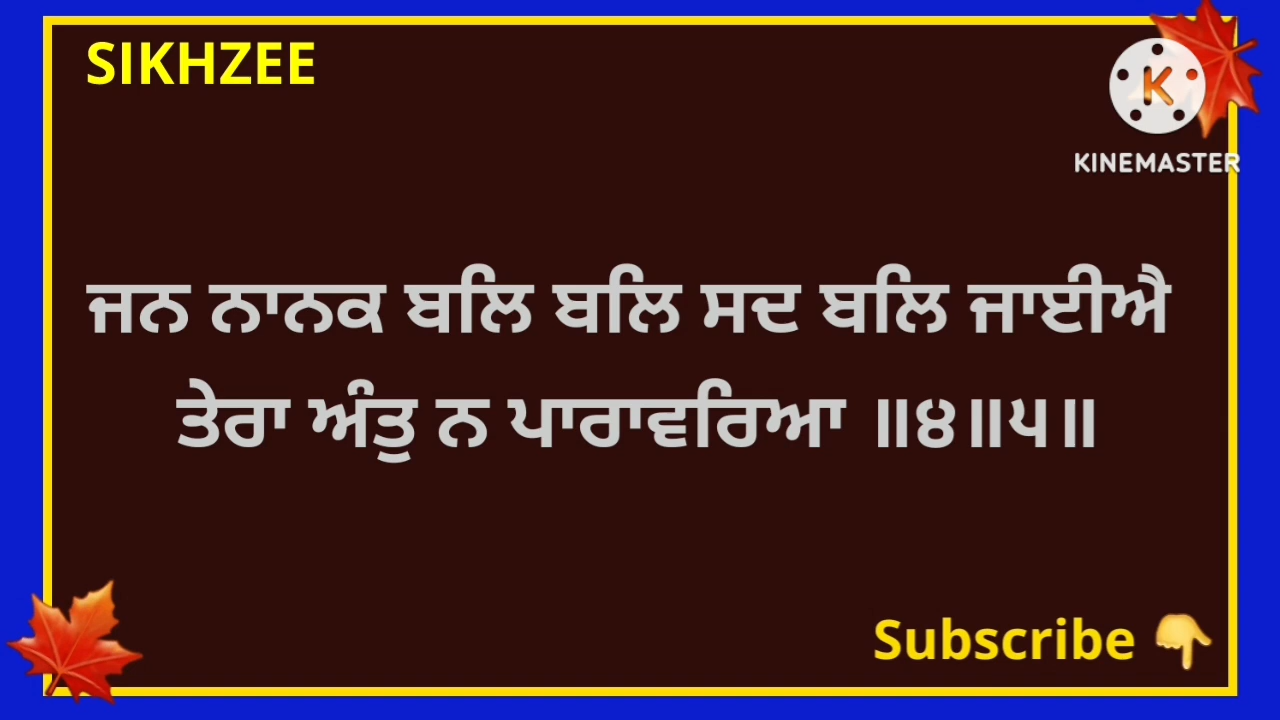 SIKHZEE
K
KINEMASTER
ਜਨ ਨਾਨਕ ਬਲਿ ਬਲਿ ਸਦ ਬਲਿ ਜਾਈਐ
ਤੇਰਾ ਅੰਤੁ ਨ ਪਾਰਾਵਰਿਆ ॥੪॥੫॥
Subscribe 👇